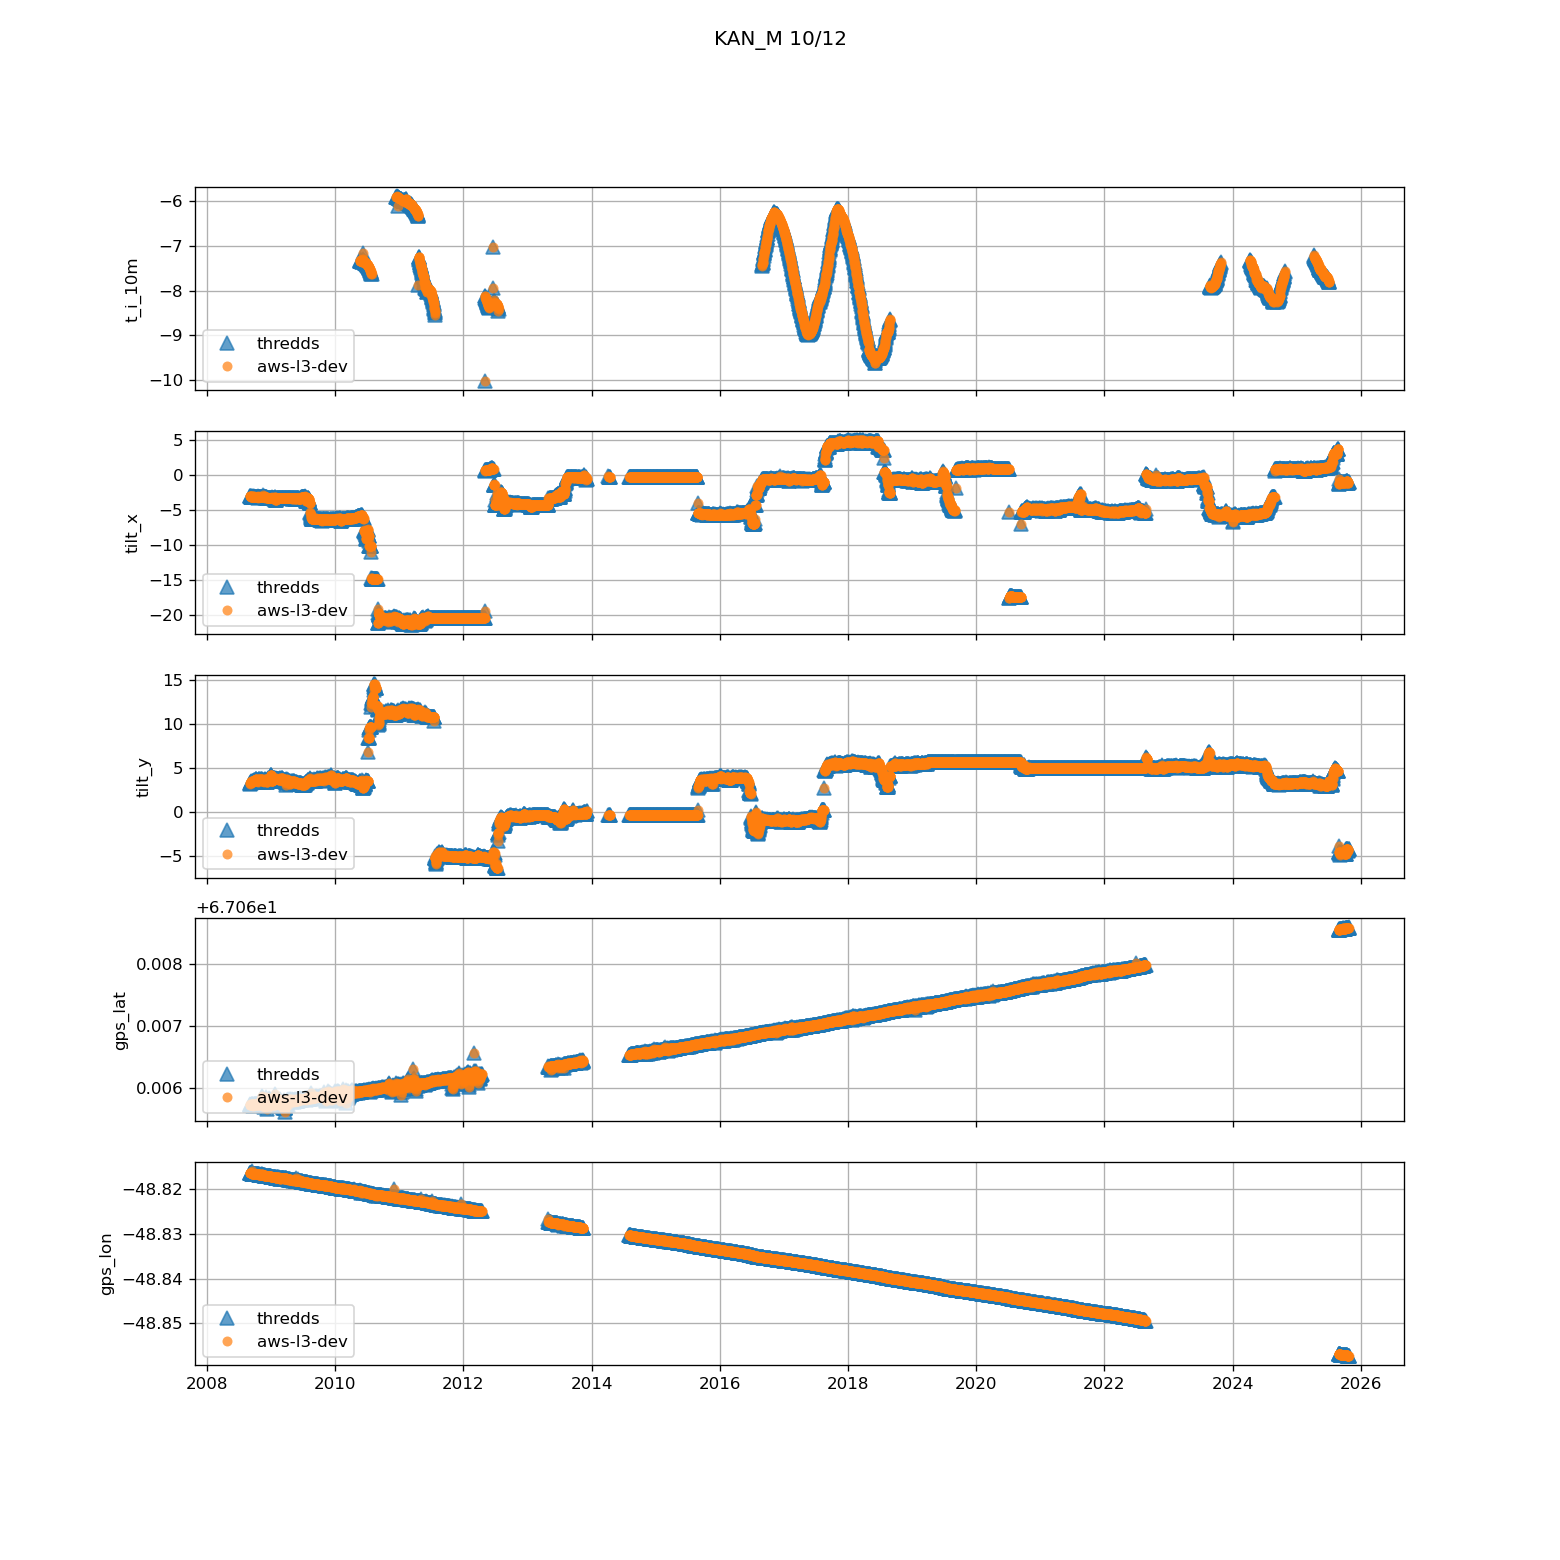 KAN_M 10/12
−6
−7
−8
−9
−10
t_i_10m
thredds
aws-l3-dev
5
0
−5
−10
−15
−20
tilt_x
thredds
aws-l3-dev
15
10
5
0
−5
tilt_y
thredds
aws-l3-dev
+6.706e1
0.008
0.007
0.006
gps_lat
thredds
aws-l3-dev
−48.82
−48.83
−48.84
−48.85
gps_lon
thredds
aws-l3-dev
2008 2010 2012 2014 2016 2018 2020 2022 2024 2026